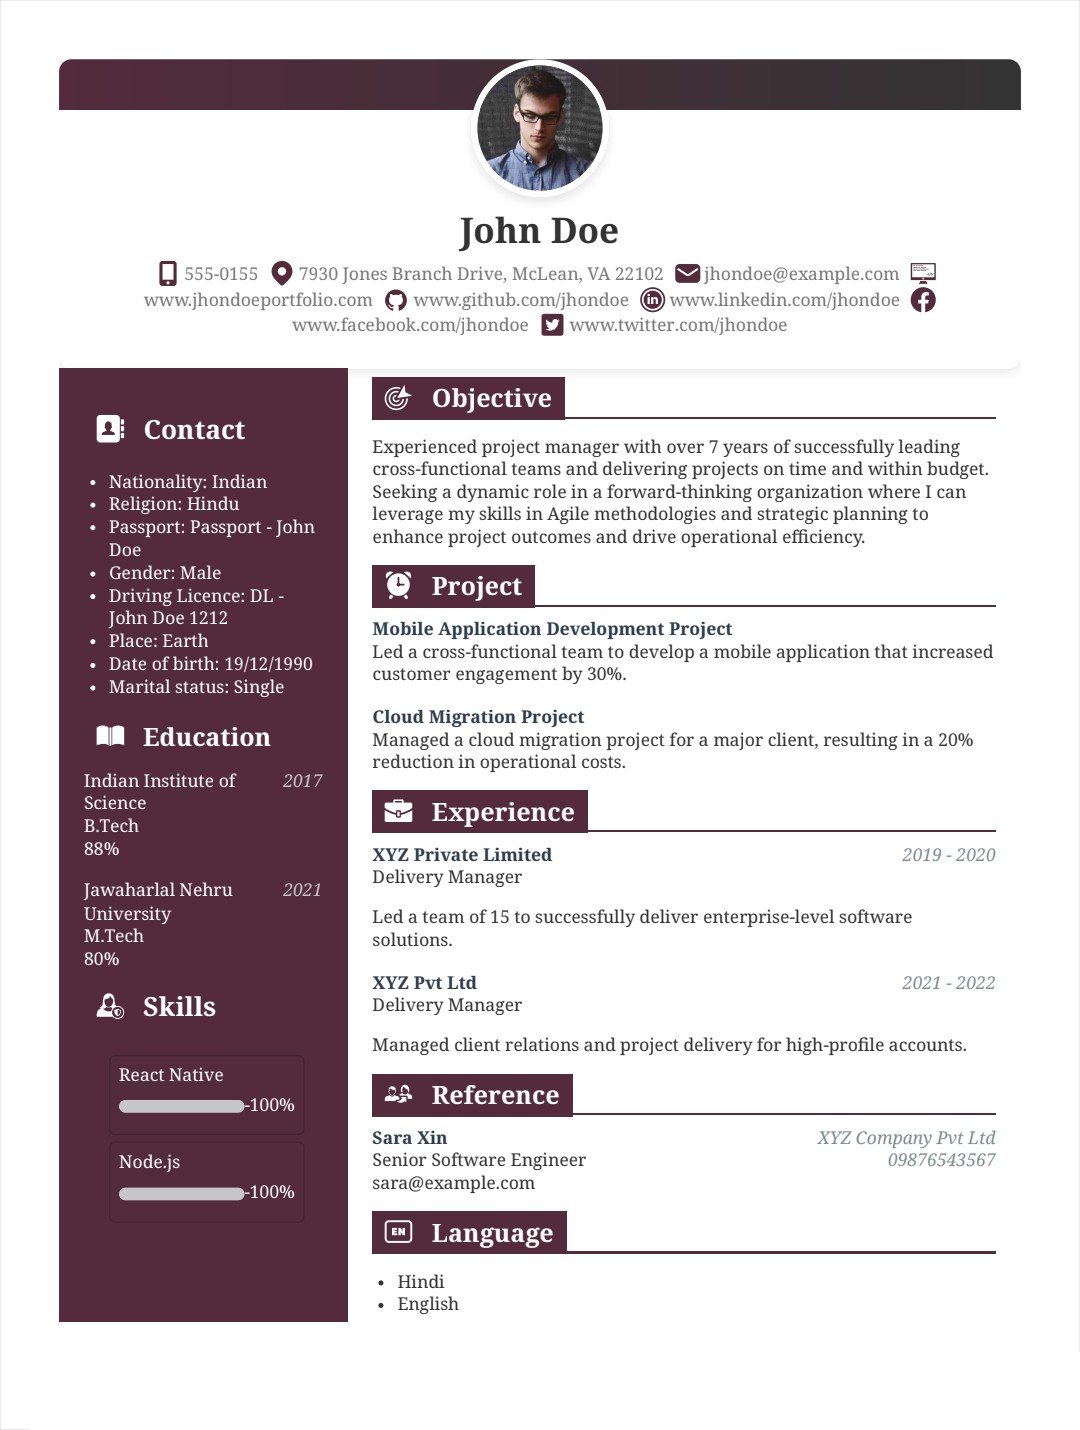 John Doe
555-0155 7930 Jones Branch Drive, McLean, VA 22102 jhondoe@example.com
www.jhondoeportfolio.com www.github.com/jhondoe www.linkedin.com/jhondoe
www.facebook.com/jhondoe www.twitter.com/jhondoe
Contact
• Nationality: Indian
• Religion: Hindu
• Passport: Passport - John
Doe
• Gender: Male
• Driving Licence: DL -
John Doe 1212
• Place: Earth
• Date of birth: 19/12/1990
• Marital status: Single
Education
Indian Institute of 2017
Science
B.Tech
88%
Jawaharlal Nehru 2021
University
M.Tech
80%
Skills
React Native
-100%
Node.js
-100%
Objective
Experienced project manager with over 7 years of successfully leading
cross-functional teams and delivering projects on time and within budget.
Seeking a dynamic role in a forward-thinking organization where I can
leverage my skills in Agile methodologies and strategic planning to
enhance project outcomes and drive operational efficiency.
Project
Mobile Application Development Project
Led a cross-functional team to develop a mobile application that increased
customer engagement by 30%.
Cloud Migration Project
Managed a cloud migration project for a major client, resulting in a 20%
reduction in operational costs.
Experience
XYZ Private Limited 2019 - 2020
Delivery Manager
Led a team of 15 to successfully deliver enterprise-level software
solutions.
XYZ Pvt Ltd 2021 - 2022
Delivery Manager
Managed client relations and project delivery for high-profile accounts.
Reference
Sara Xin XYZ Company Pvt Ltd
Senior Software Engineer 09876543567
sara@example.com
EN Language
• Hindi
• English